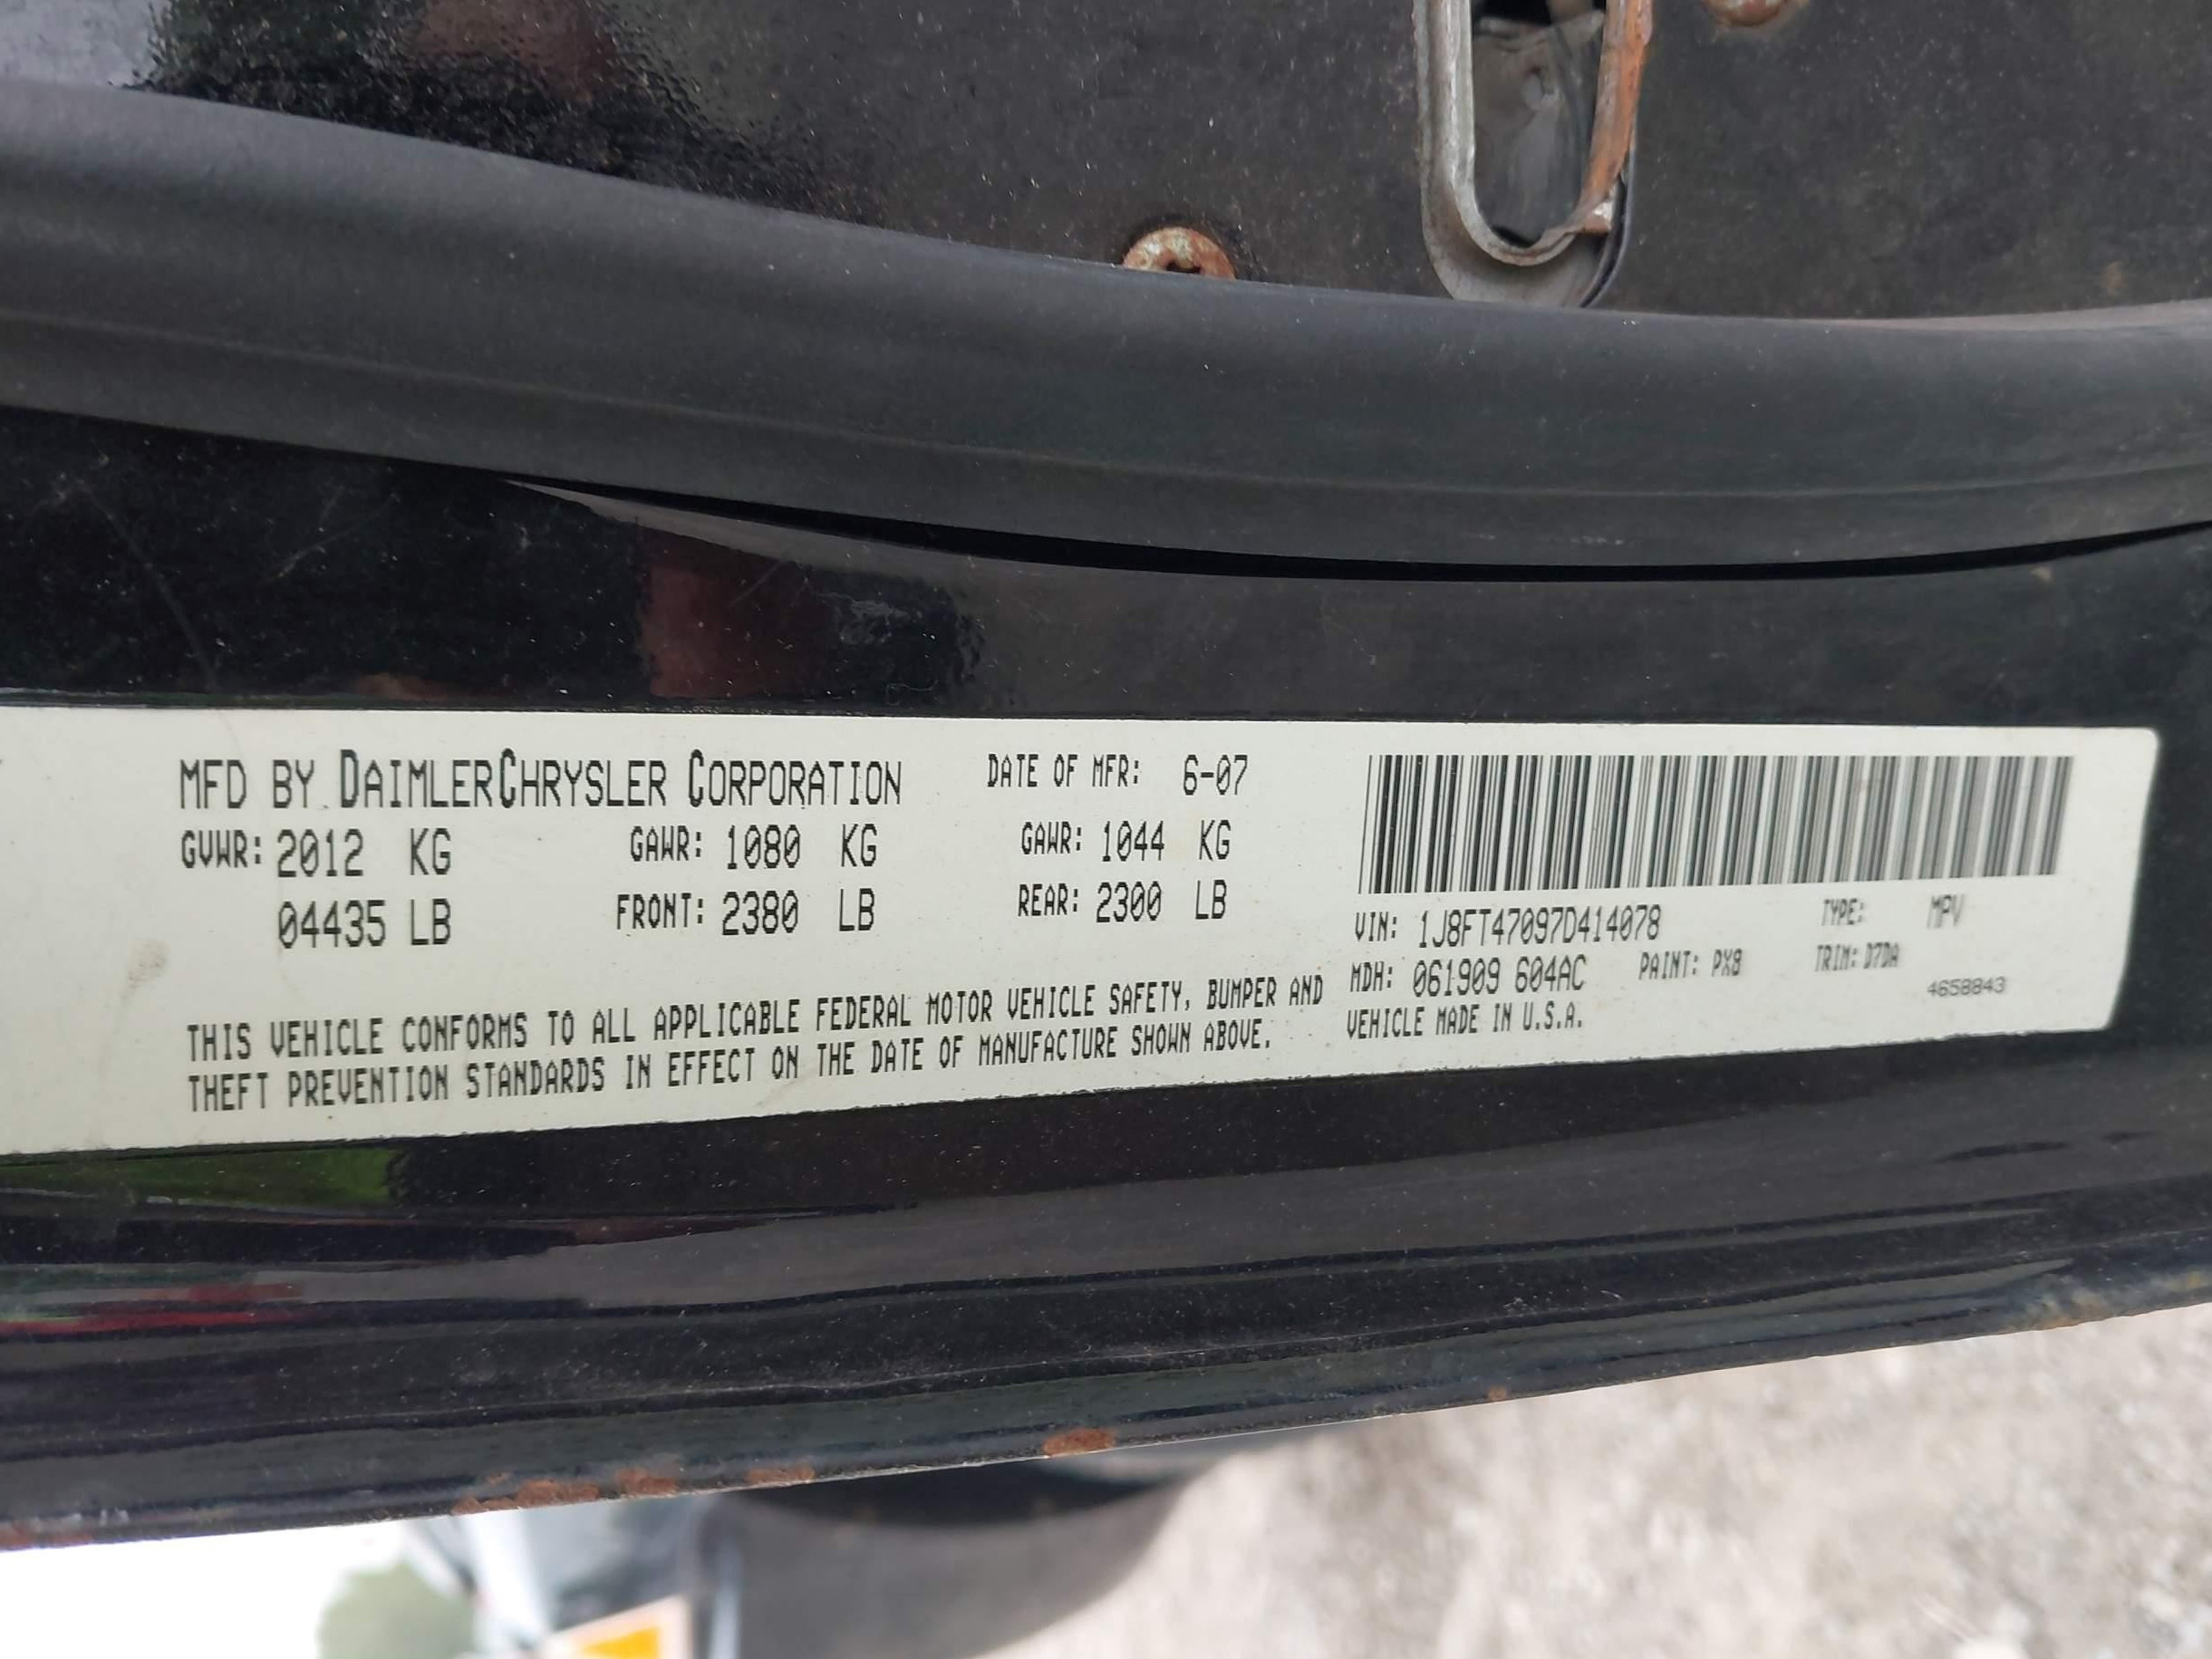 MFD BY DAIMLERCHRYSLER CORPORATION DATE OF MFR: 6-07
GVWR: 2012 KG GAWR: 1080 KG GAWR: 1044 KG
04435 LB FRONT: 2380 LB REAR: 2300 LB
THIS VEHICLE CONFORMS TO ALL APPLICABLE FEDERAL MOTOR VEHICLE SAFETY, BUMPER AND
THEFT PREVENTION STANDARDS IN EFFECT ON THE DATE OF MANUFACTURE SHOWN ABOVE.
VIN: 1J8FT47097D414078 TYPE: MPV
MDH: 061909 604AC PAINT: PX8 TRIM: D7DA
VEHICLE MADE IN U.S.A. 4658843